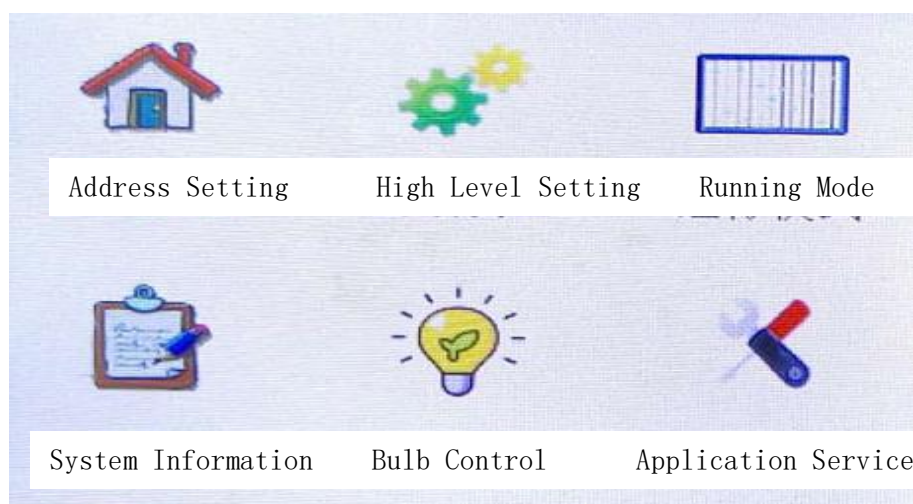 Address Setting
High Level Setting
Running Mode
System Information
Bulb Control
Application Service